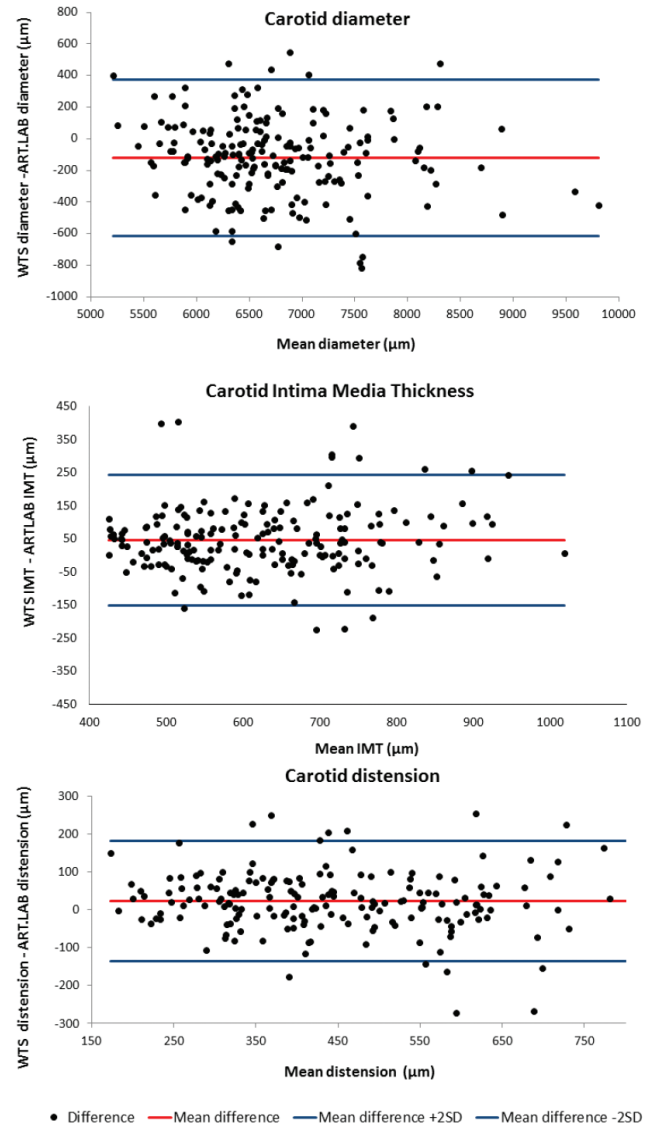 Carotid diameter
WTS diameter -ART.LAB diameter (µm)
800
600
400
200
0
-200
-400
-600
-800
-1000
5000 5500 6000 6500 7000 7500 8000 8500 9000 9500 10000
Mean diameter (µm)
Carotid Intima Media Thickness
WTS IMT - ARTLAB IMT (µm)
450
350
250
150
50
-50
-150
-250
-350
-450
400 500 600 700 800 900 1000 1100
Mean IMT (µm)
Carotid distension
WTS distension - ART.LAB distension (µm)
300
200
100
0
-100
-200
-300
150 250 350 450 550 650 750
Mean distension (µm)
Difference Mean difference Mean difference +2SD Mean difference -2SD